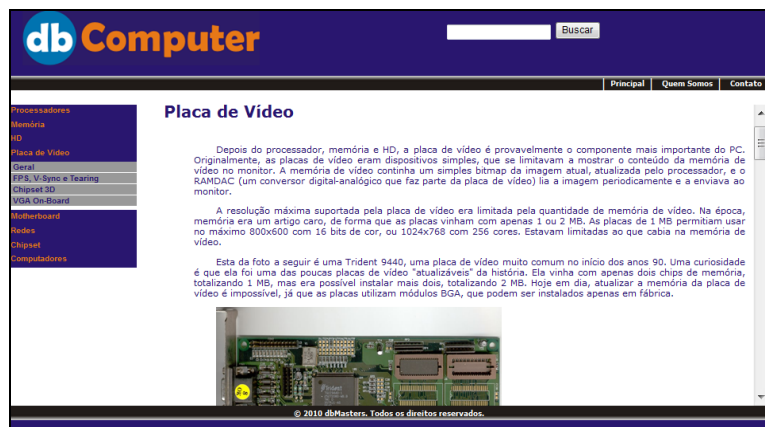 db Computer
Buscar
Principal Quem Somos Contato
Processadores
Memória
HD
Placa de Vídeo
Geral
FPS, V-Sync e Tearing
Chipset 3D
VGA On-Board
Motherboard
Redes
Chipset
Computadores
Placa de Vídeo
Depois do processador, memória e HD, a placa de vídeo é provavelmente o componente mais importante do PC.
Originalmente, as placas de vídeo eram dispositivos simples, que se limitavam a mostrar o conteúdo da memória de
vídeo no monitor. A memória de vídeo continha um simples bitmap da imagem atual, atualizada pelo processador, e o
RAMDAC (um conversor digital-analógico que faz parte da placa de vídeo) lia a imagem periodicamente e a enviava ao
monitor.
A resolução máxima suportada pela placa de vídeo era limitada pela quantidade de memória de vídeo. Na época,
memória era um artigo caro, de forma que as placas vinham com apenas 1 ou 2 MB. As placas de 1 MB permitiam usar
no máximo 800x600 com 16 bits de cor, ou 1024x768 com 256 cores. Estavam limitadas ao que cabia na memória de
vídeo.
Esta da foto a seguir é uma Trident 9440, uma placa de vídeo muito comum no início dos anos 90. Uma curiosidade
é que ela foi uma das poucas placas de vídeo "atualizáveis" da história. Ela vinha com apenas dois chips de memória,
totalizando 1 MB, mas era possível instalar mais dois, totalizando 2 MB. Hoje em dia, atualizar a memória da placa de
vídeo é impossível, já que as placas utilizam módulos BGA, que podem ser instalados apenas em fábrica.
Trident
© 2010 dbMasters. Todos os direitos reservados.